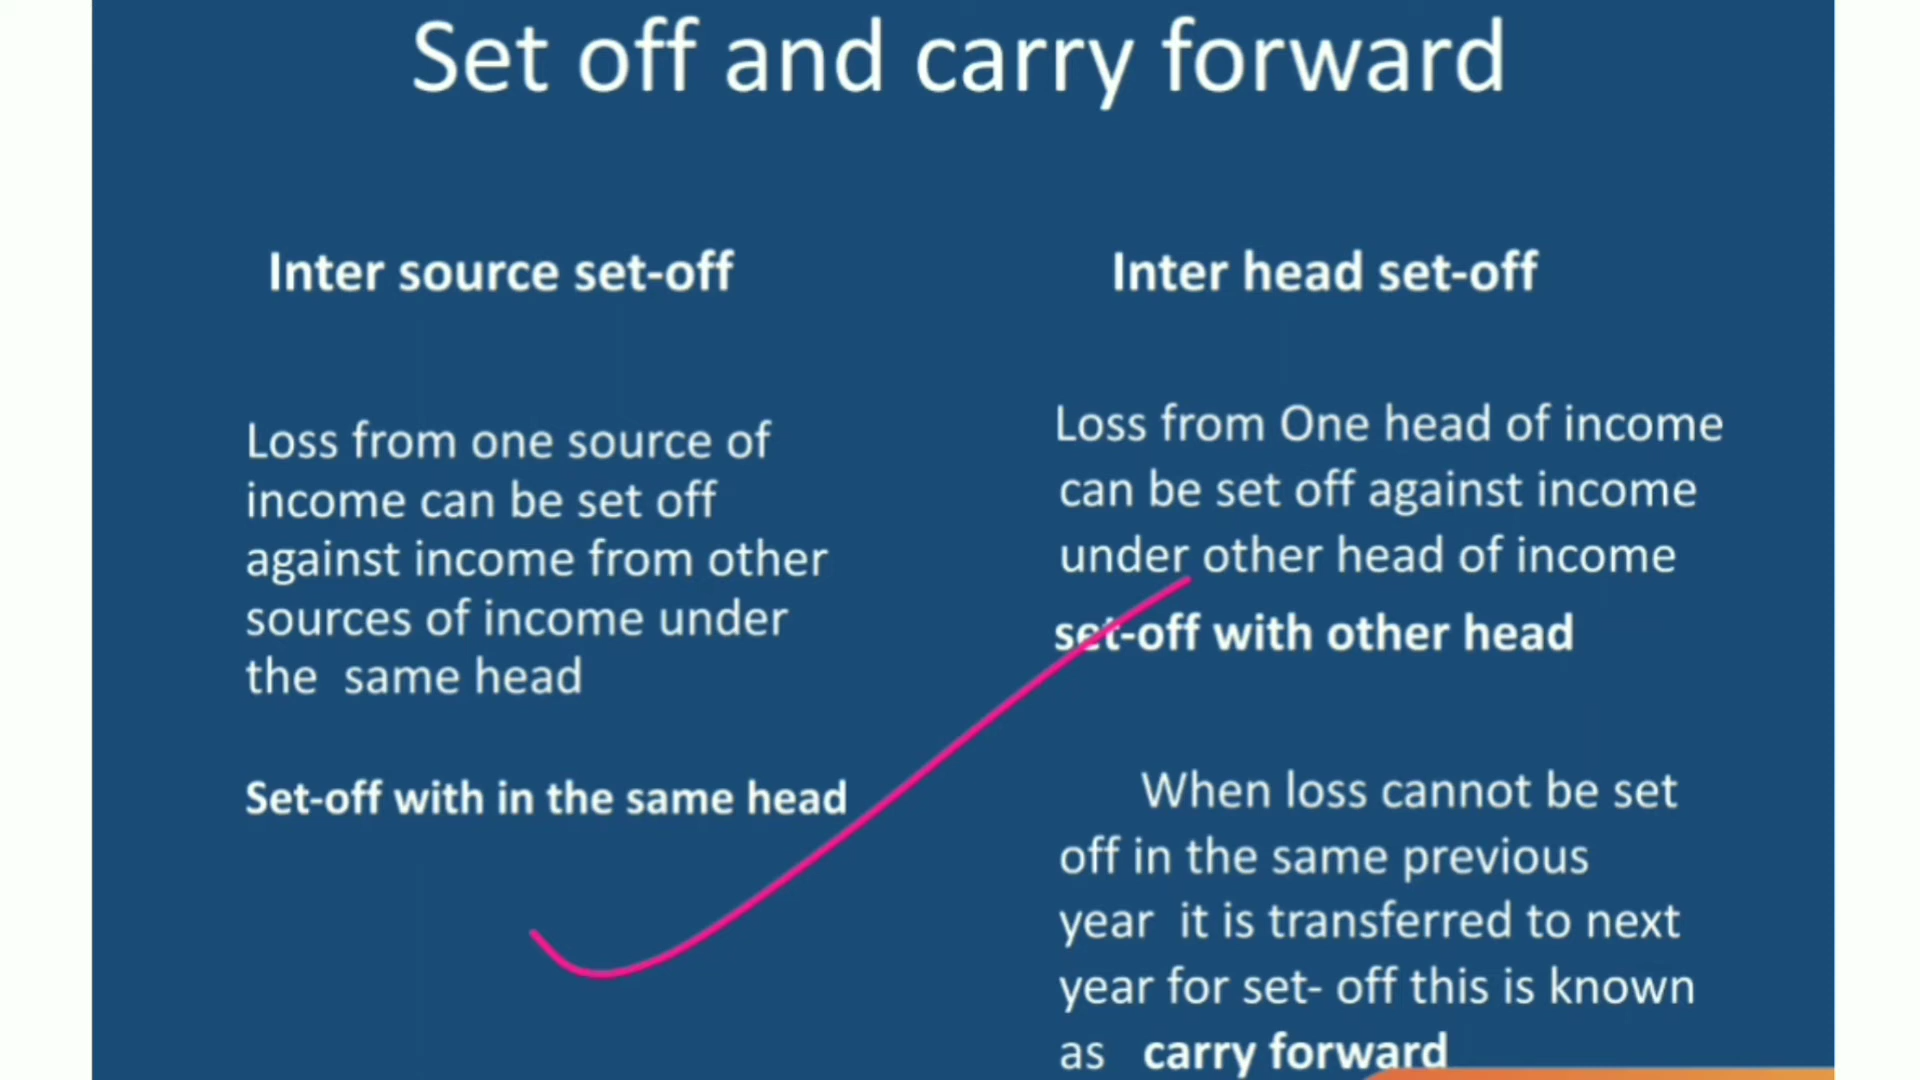 Set off and carry forward
Inter source set-off
Loss from one source of
income can be set off
against income from other
sources of income under
the same head
Set-off with in the same head
Inter head set-off
Loss from One head of income
can be set off against income
under other head of income
set-off with other head
When loss cannot be set
off in the same previous
year it is transferred to next
year for set- off this is known
as carry forward